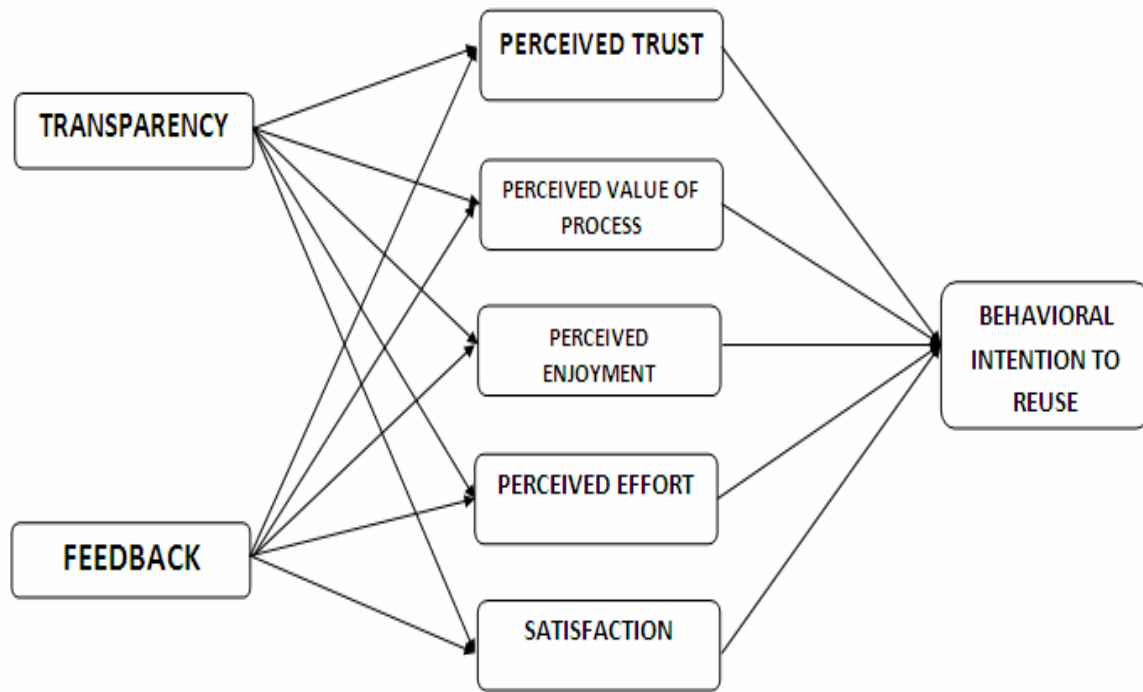 PERCEIVED TRUST
TRANSPARENCY
PERCEIVED VALUE OF
PROCESS
PERCEIVED
ENJOYMENT
BEHAVIORAL
INTENTION TO
REUSE
PERCEIVED EFFORT
FEEDBACK
SATISFACTION